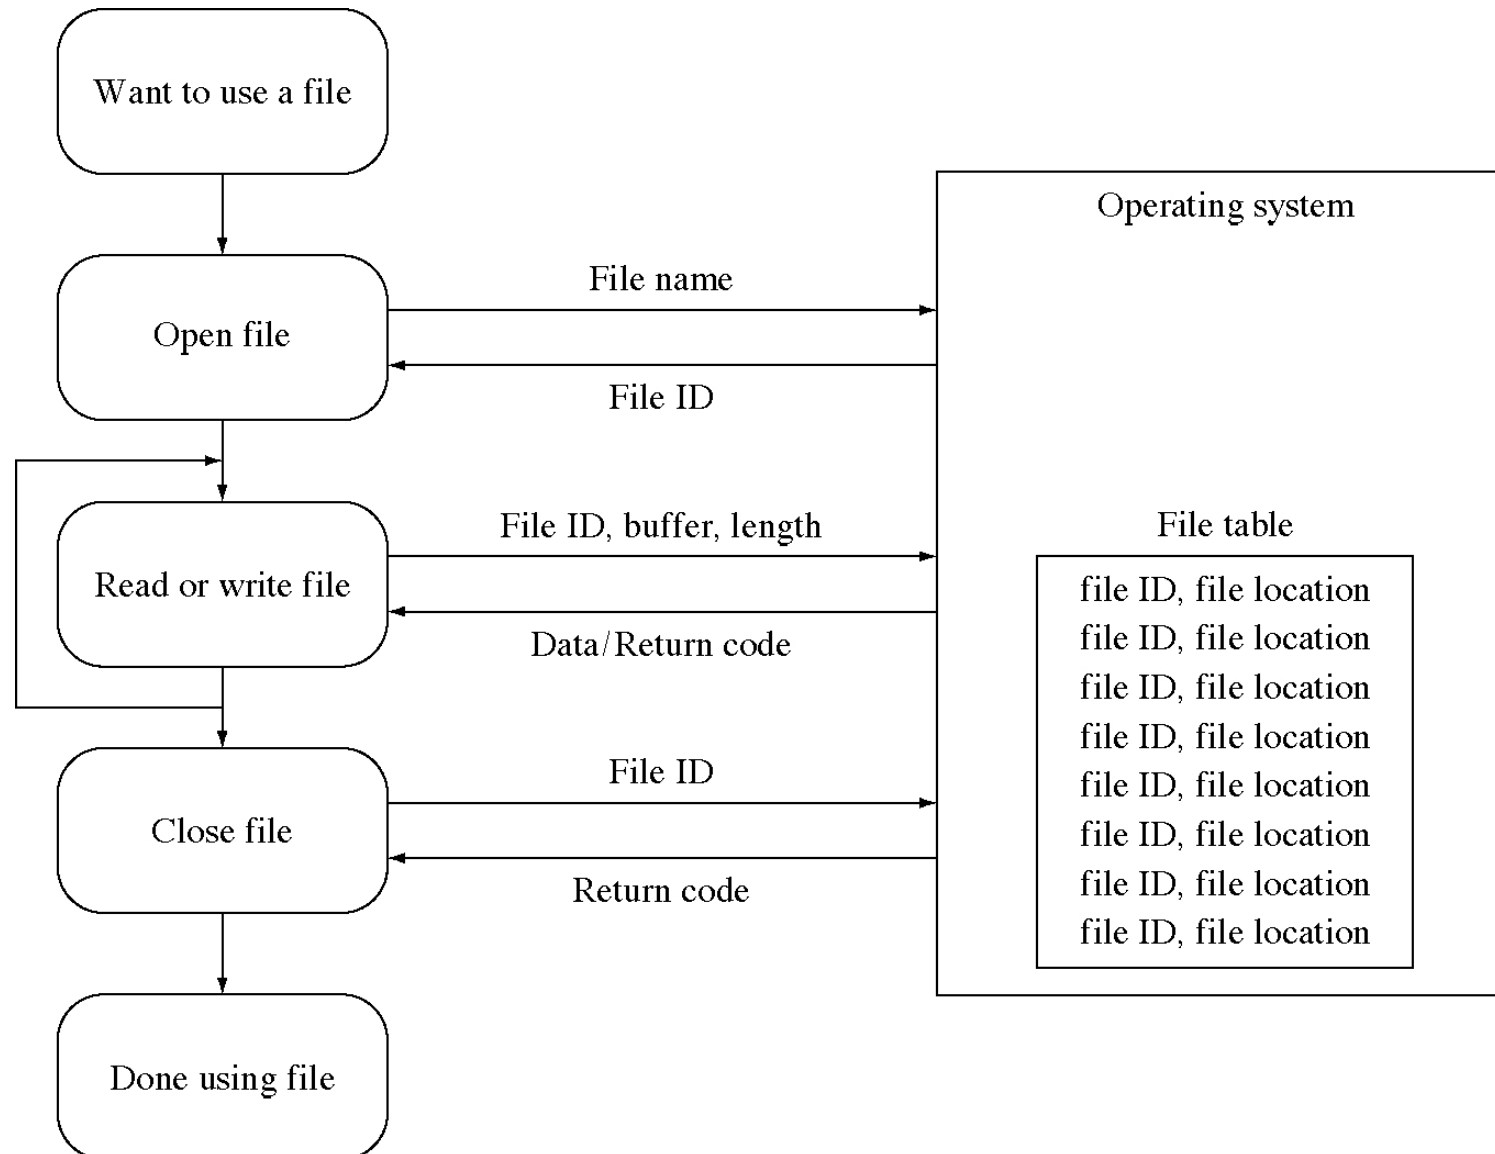 Want to use a file
Operating system
File name
Open file
File ID
File ID, buffer, length
File table
Read or write file
Data/Return code
file ID, file location
file ID, file location
file ID, file location
file ID, file location
file ID, file location
file ID, file location
file ID, file location
file ID, file location
File ID
Close file
Return code
Done using file